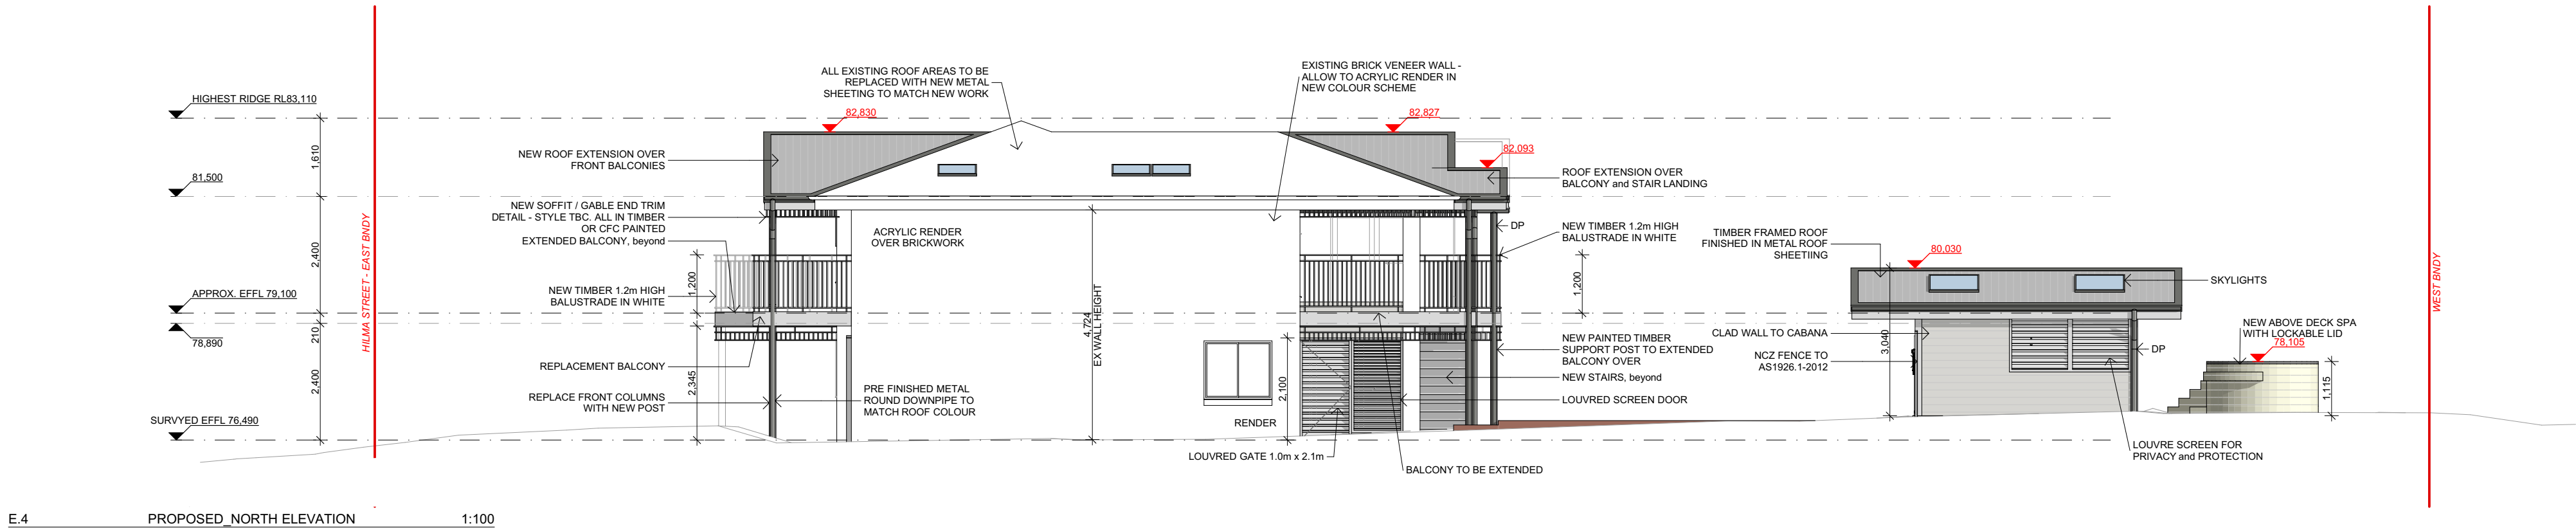 HIGHEST RIDGE RL83,110
81,500
APPROX. EFFL 79,100
78,890
SURVYED EFFL 76,490
1,610
2,400
210
2,400
HILMA STREET - EAST BNDY
ALL EXISTING ROOF AREAS TO BE
REPLACED WITH NEW METAL
SHEETING TO MATCH NEW WORK
82,830
NEW ROOF EXTENSION OVER
FRONT BALCONIES
NEW SOFFIT / GABLE END TRIM
DETAIL - STYLE TBC. ALL IN TIMBER
OR CFC PAINTED
EXTENDED BALCONY, beyond
NEW TIMBER 1.2m HIGH
BALUSTRADE IN WHITE
REPLACEMENT BALCONY
REPLACE FRONT COLUMNS
WITH NEW POST
1,200
2,345
ACRYLIC RENDER
OVER BRICKWORK
PRE FINISHED METAL
ROUND DOWNPIPE TO
MATCH ROOF COLOUR
4,724
EX WALL HEIGHT
EXISTING BRICK VENEER WALL -
ALLOW TO ACRYLIC RENDER IN
NEW COLOUR SCHEME
82,827
82,093
ROOF EXTENSION OVER
BALCONY and STAIR LANDING
DP
NEW TIMBER 1.2m HIGH
BALUSTRADE IN WHITE
1,200
NEW PAINTED TIMBER
SUPPORT POST TO EXTENDED
BALCONY OVER
NEW STAIRS, beyond
LOUVRED SCREEN DOOR
2,100
RENDER
LOUVRED GATE 1.0m x 2.1m
BALCONY TO BE EXTENDED
TIMBER FRAMED ROOF
FINISHED IN METAL ROOF
SHEETIING
80,030
SKYLIGHTS
CLAD WALL TO CABANA
3,040
NCZ FENCE TO
AS1926.1-2012
DP
NEW ABOVE DECK SPA
WITH LOCKABLE LID
78,105
1,115
LOUVRE SCREEN FOR
PRIVACY and PROTECTION
WEST BNDY
E.4 PROPOSED_NORTH ELEVATION 1:100